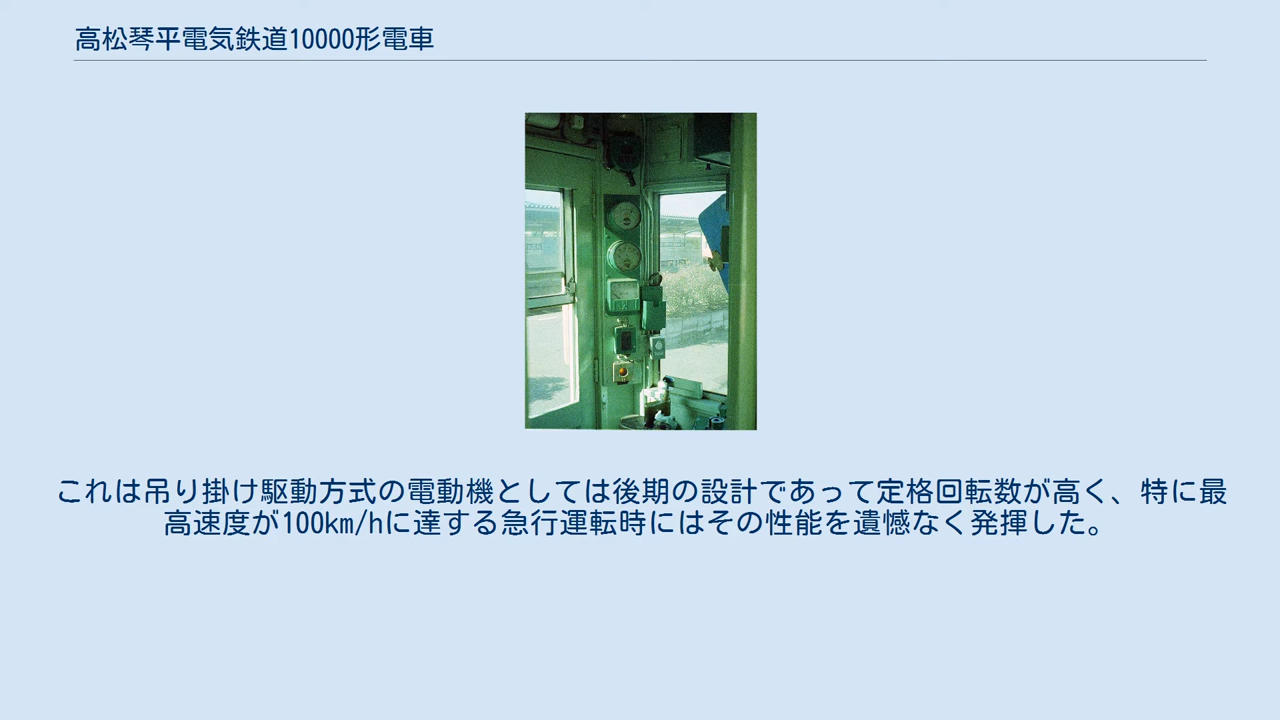 高松琴平電気鉄道10000形電車
これは吊り掛け駆動方式の電動機としては後期の設計であって定格回転数が高く、特に最
高速度が100km/hに達する急行運転時にはその性能を遺憾なく発揮した。